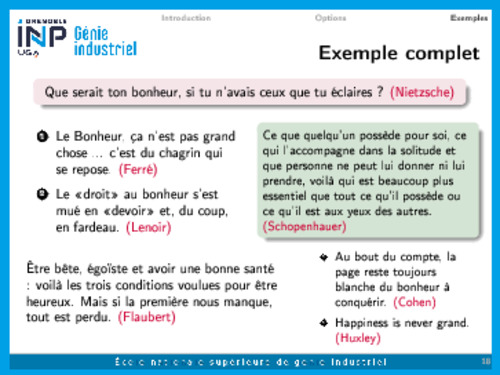 Introduction Options Exemples
GRENOBLE
INP
UGA
Génie
industriel
Exemple complet
Que serait ton bonheur, si tu n'avais ceux que tu éclaires ? (Nietzsche)
1 Le Bonheur, ça n'est pas grand
chose ... c'est du chagrin qui
se repose. (Ferré)
2 Le «droit» au bonheur s'est
mué en «devoir» et, du coup,
en fardeau. (Lenoir)
Ce que quelqu'un possède pour soi, ce
qui l'accompagne dans la solitude et
que personne ne peut lui donner ni lui
prendre, voilà qui est beaucoup plus
essentiel que tout ce qu'il possède ou
ce qu'il est aux yeux des autres.
(Schopenhauer)
Être bête, égoïste et avoir une bonne santé
: voilà les trois conditions voulues pour être
heureux. Mais si la première nous manque,
tout est perdu. (Flaubert)
Au bout du compte, la
page reste toujours
blanche du bonheur à
conquérir. (Cohen)
Happiness is never grand.
(Huxley)
École nationale supérieure de génie industriel
18